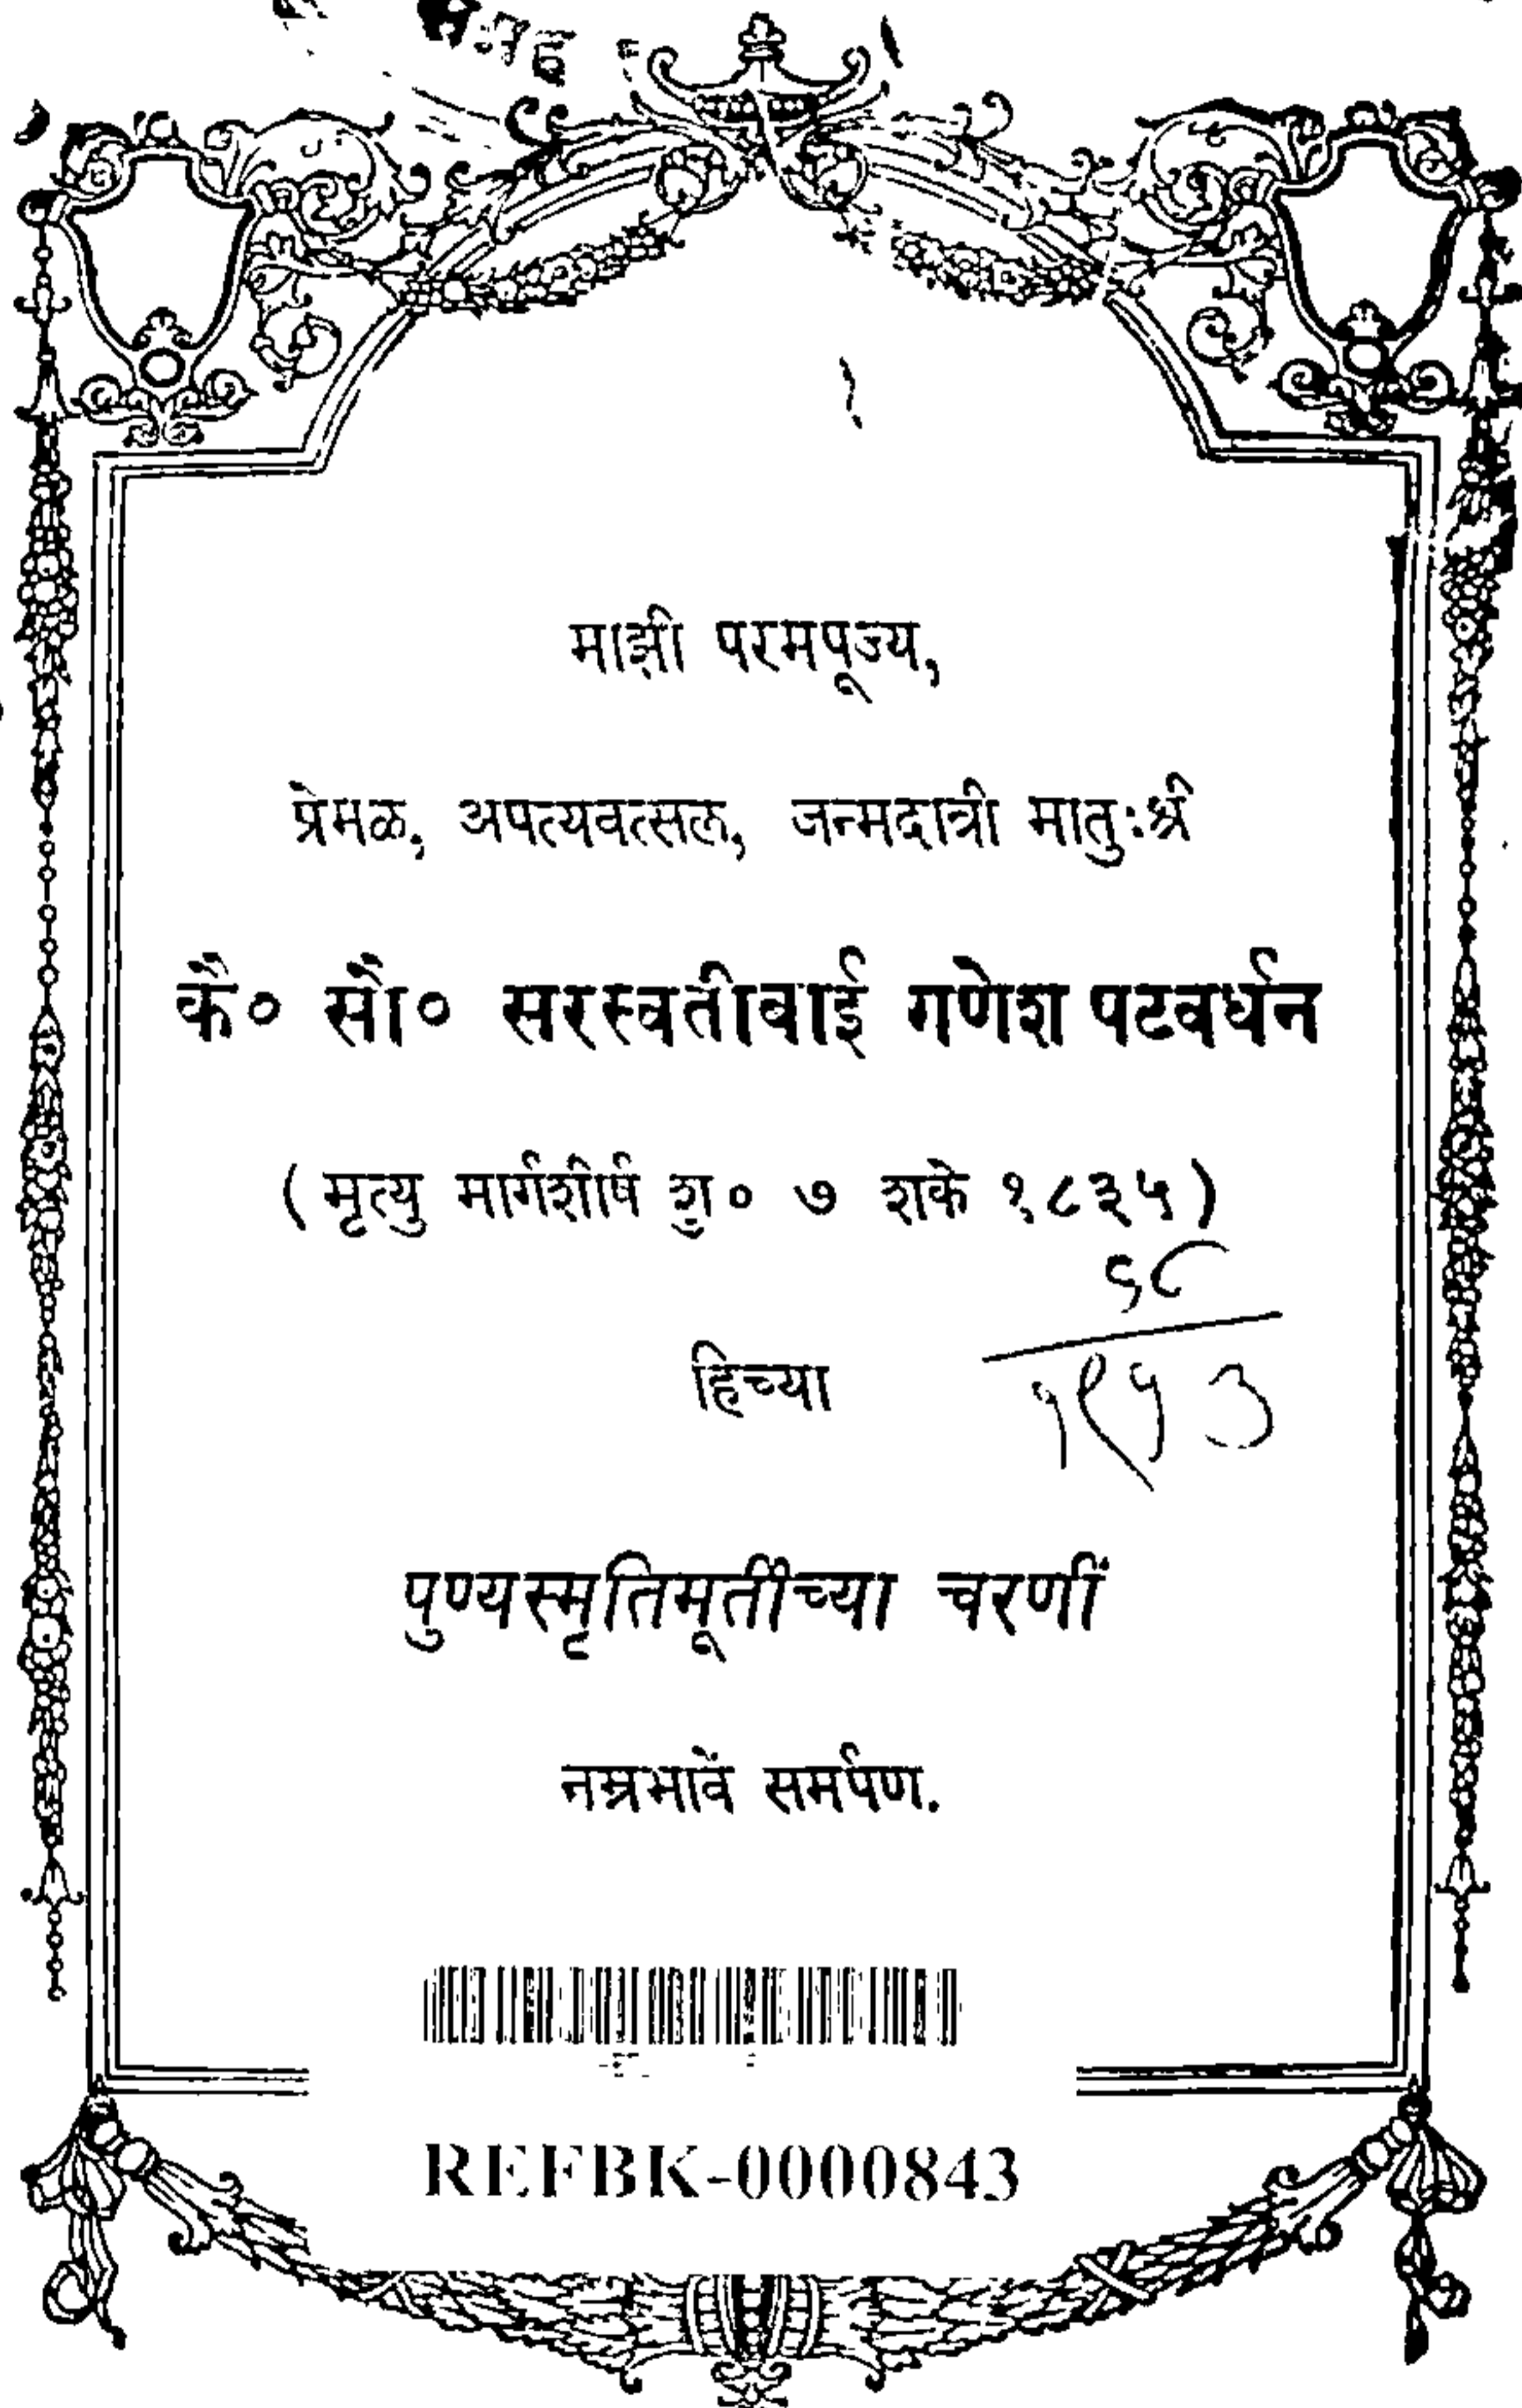 माझी परमपूज्य,
प्रेमळ, अपत्यवत्सल, जन्मदात्री मातुःश्री
कै० सौ० सरस्वतीबाई गणेश पटवर्धन
( मृत्यु मार्गशीर्ष शु० ७ शके १८३५ )
हिच्या
पुण्यस्मृतिमूर्तीच्या चरणीं
नम्रभावें समर्पण.
REFBK-0000843